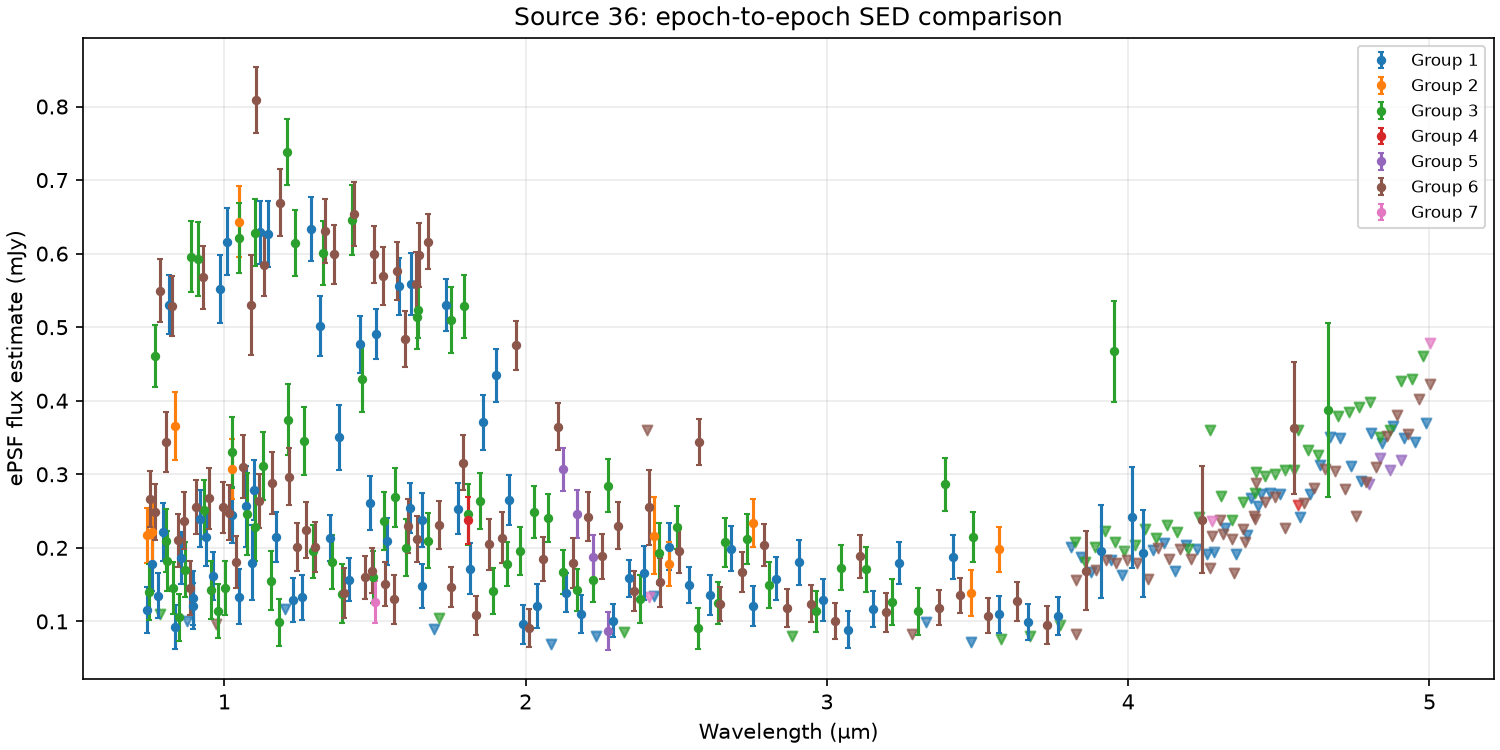 Source 36: epoch-to-epoch SED comparison
ePSF flux estimate (mJy)
0.8
0.7
0.6
0.5
0.4
0.3
0.2
0.1
Group 1
Group 2
Group 3
Group 4
Group 5
Group 6
Group 7
1 2 3 4 5
Wavelength (μm)